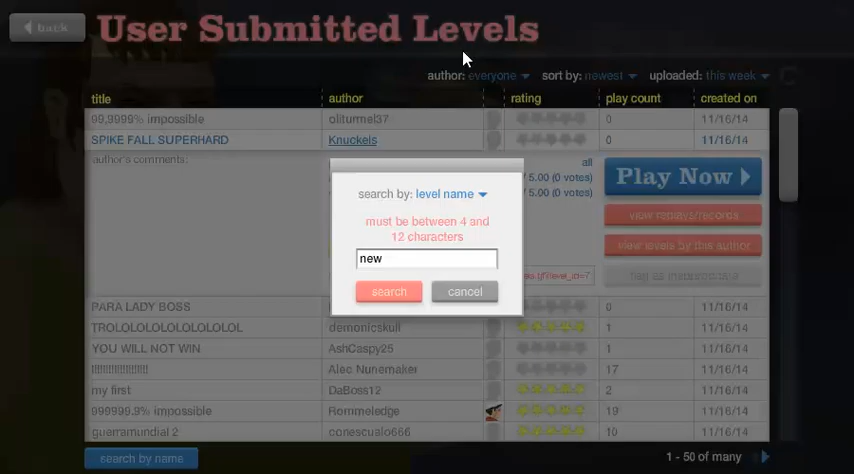 back
User Submitted Levels
author: everyone sort by: newest uploaded: this week
title author rating play count created on
99,9999% impossible oliturmel37 0 11/16/14
SPIKE FALL SUPERHARD Knuckels 0 11/16/14
author's comments:
all
/ 5.00 (0 votes)
/ 5.00 (0 votes)
Play Now
view replays/records
view levels by this author
flag as inappropriate
search by: level name
must be between 4 and
12 characters
new
search cancel
PARA LADY BOSS 0 11/16/14
TROLOLOLOLOLOLOLOL demonicskull 1 11/16/14
YOU WILL NOT WIN AshCaspy25 1 11/16/14
!!!!!!!!!!!!!!!!!!! Alec Nunemaker 17 11/16/14
my first DaBoss12 2 11/16/14
999999.9% impossible Rommeledge 19 11/16/14
guerramundial 2 conescualo666 10 11/16/14
search by name 1 - 50 of many